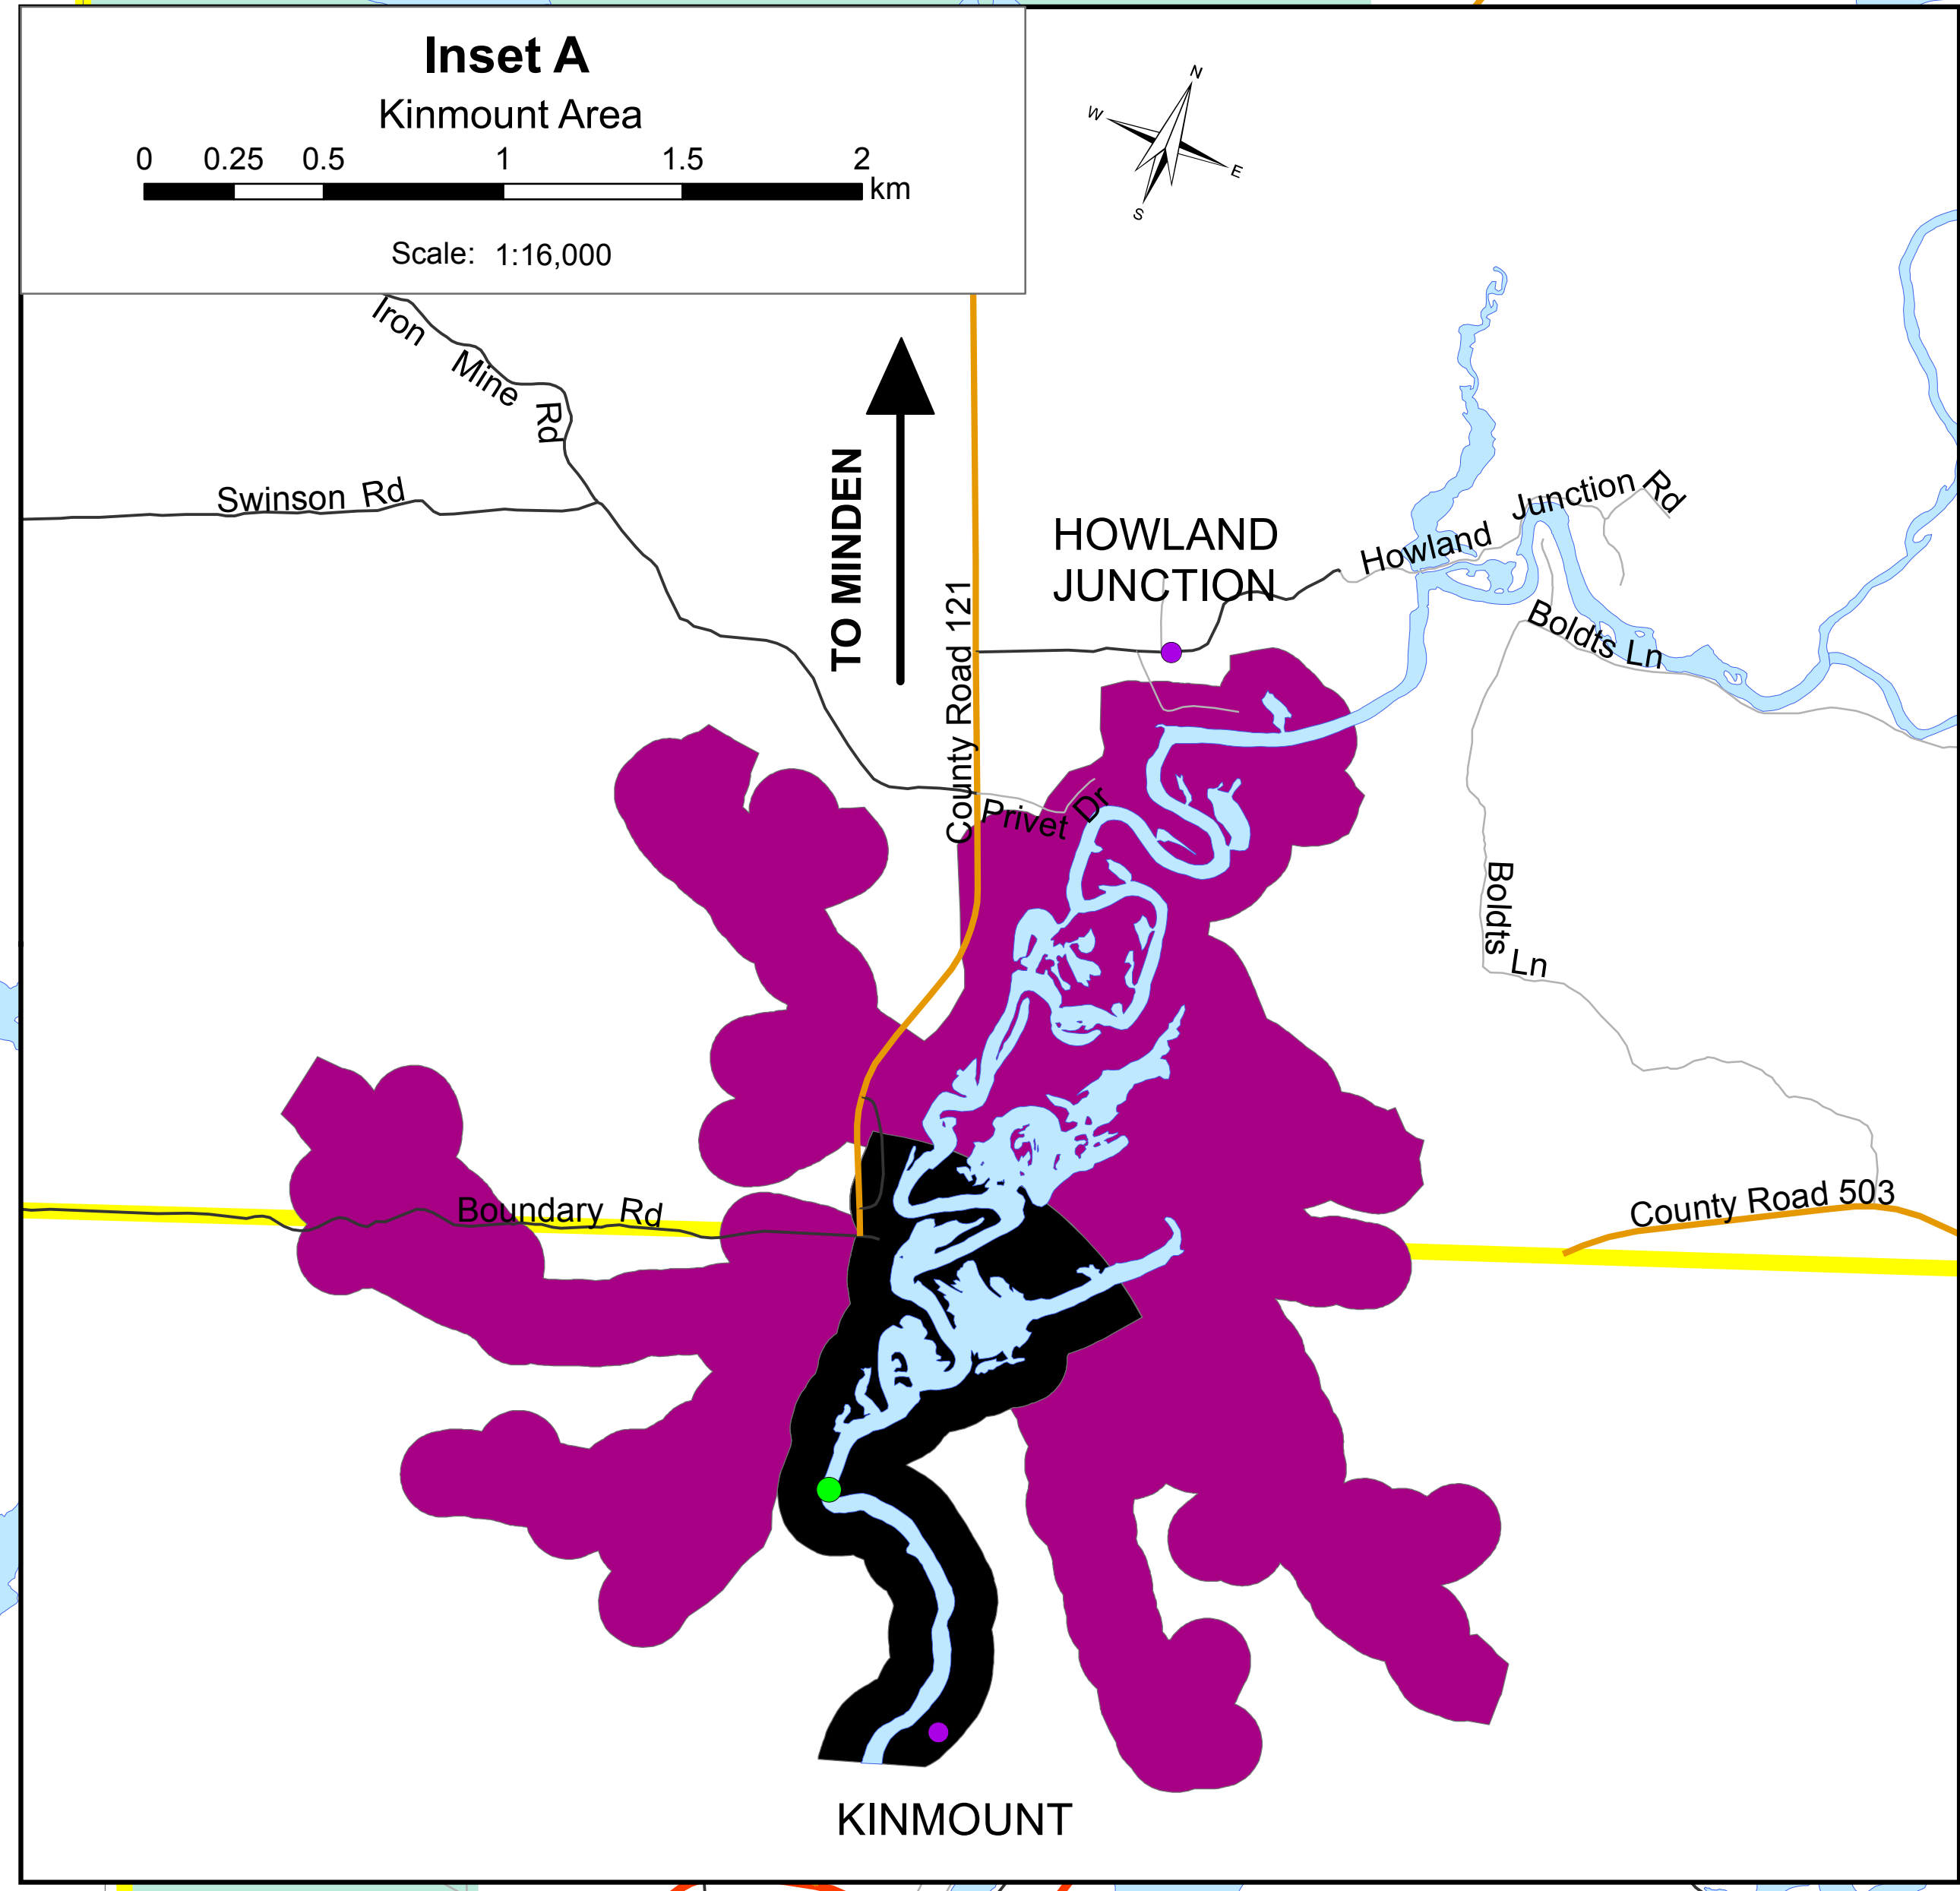 Inset A
Kinmount Area
0 0.25 0.5 1 1.5 2
km
Scale: 1:16,000
N
W
E
S
Iron Mine Rd
Swinson Rd
TO MINDEN
County Road 121
HOWLAND
JUNCTION
Howland Junction Rd
Boldts Ln
Privet Dr
Boldts Ln
Boundary Rd
County Road 503
KINMOUNT